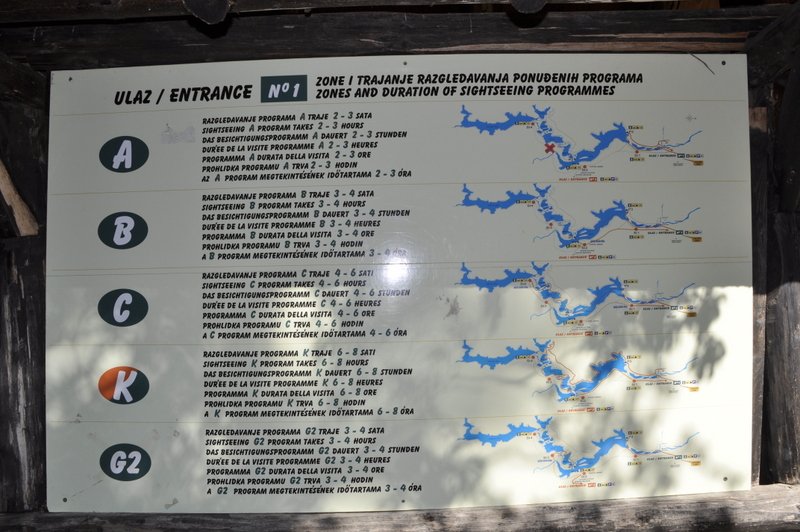 ULAZ / ENTRANCE Nº1
ZONE I TRAJANJE RAZGLEDAVANJA PONUĐENIH PROGRAMA
ZONES AND DURATION OF SIGHTSEEING PROGRAMMES
A
RAZGLEDAVANJE PROGRAMA A TRAJE 2 - 3 SATA
SIGHTSEEING A PROGRAM TAKES 2 - 3 HOURS
DAS BESICHTIGUNGSPROGRAMM A DAUERT 2 - 3 STUNDEN
DURÉE DE LA VISITE PROGRAMME A 2 - 3 HEURES
PROGRAMMA A DURATA DELLA VISITA 2 - 3 ORE
PROHLIDKA PROGRAMU A TRVA 2 - 3 HODIN
AZ A PROGRAM MEGTEKINTÉSÉNEK IDŐTARTAMA 2 - 3 ÓRA
B
RAZGLEDAVANJE PROGRAMA B TRAJE 3 - 4 SATA
SIGHTSEEING B PROGRAM TAKES 3 - 4 HOURS
DAS BESICHTIGUNGSPROGRAMM B DAUERT 3 - 4 STUNDEN
DURÉE DE LA VISITE PROGRAMME B 3 - 4 HEURES
PROGRAMMA B DURATA DELLA VISITA 3 - 4 ORE
PROHLIDKA PROGRAMU B TRVA 3 - 4 HODIN
A B PROGRAM MEGTEKINTÉSÉNEK IDŐTARTAMA 3 - 4 ÓRA
C
RAZGLEDAVANJE PROGRAMA C TRAJE 4 - 6 SATI
SIGHTSEEING C PROGRAM TAKES 4 - 6 HOURS
DAS BESICHTIGUNGSPROGRAMM C DAUERT 4 - 6 STUNDEN
DURÉE DE LA VISITE PROGRAMME C 4 - 6 HEURES
PROGRAMMA C DURATA DELLA VISITA 4 - 6 ORE
PROHLIDKA PROGRAMU C TRVA 4 - 6 HODIN
A C PROGRAM MEGTEKINTÉSÉNEK IDŐTARTAMA 4 - 6 ÓRA
K
RAZGLEDAVANJE PROGRAMA K TRAJE 6 - 8 SATI
SIGHTSEEING K PROGRAM TAKES 6 - 8 HOURS
DAS BESICHTIGUNGSPROGRAMM K DAUERT 6 - 8 STUNDEN
DURÉE DE LA VISITE PROGRAMME K 6 - 8 HEURES
PROGRAMMA K DURATA DELLA VISITA 6 - 8 ORE
PROHLIDKA PROGRAMU K TRVA 6 - 8 HODIN
A K PROGRAM MEGTEKINTÉSÉNEK IDŐTARTAMA 6 - 8 ÓRA
G2
RAZGLEDAVANJE PROGRAMA G2 TRAJE 3 - 4 SATA
SIGHTSEEING G2 PROGRAM TAKES 3 - 4 HOURS
DAS BESICHTIGUNGSPROGRAMM G2 DAUERT 3 - 4 STUNDEN
DURÉE DE LA VISITE PROGRAMME G2 3 - 4 HEURES
PROGRAMMA G2 DURATA DELLA VISITA 3 - 4 ORE
PROHLIDKA PROGRAMU G2 TRVA 3 - 4 HODIN
A G2 PROGRAM MEGTEKINTÉSÉNEK IDŐTARTAMA 3 - 4 ÓRA